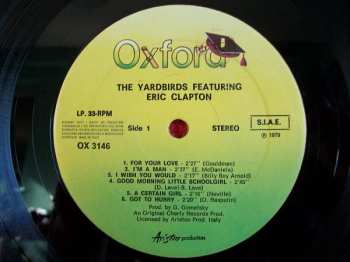 Oxford
THE YARDBIRDS FEATURING
ERIC CLAPTON
LP. 33-RPM
Side 1
STEREO
S.I.A.E.
OX 3146
℗ 1979
1. FOR YOUR LOVE - 2'27" (Gouldman)
2. I'M A MAN - 2'37" (E. McDaniels)
3. I WISH YOU WOULD - 2'17" (Billy Boy Arnold)
4. GOOD MORNING LITTLE SCHOOLGIRL - 2'45"
(D. Level-B. Love)
5. A CERTAIN GIRL - 2'16" (Neville)
6. GOT TO HURRY - 2'20" (O. Rasputin)
Prod. by G. Gomelsky
An Original Charly Records Prod.
Licensed by Ariston Prod. Italy
Ariston productions